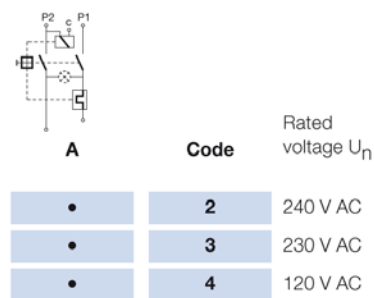 P2 C P1
Rated
A Code voltage Un
• 2 240 V AC
• 3 230 V AC
• 4 120 V AC